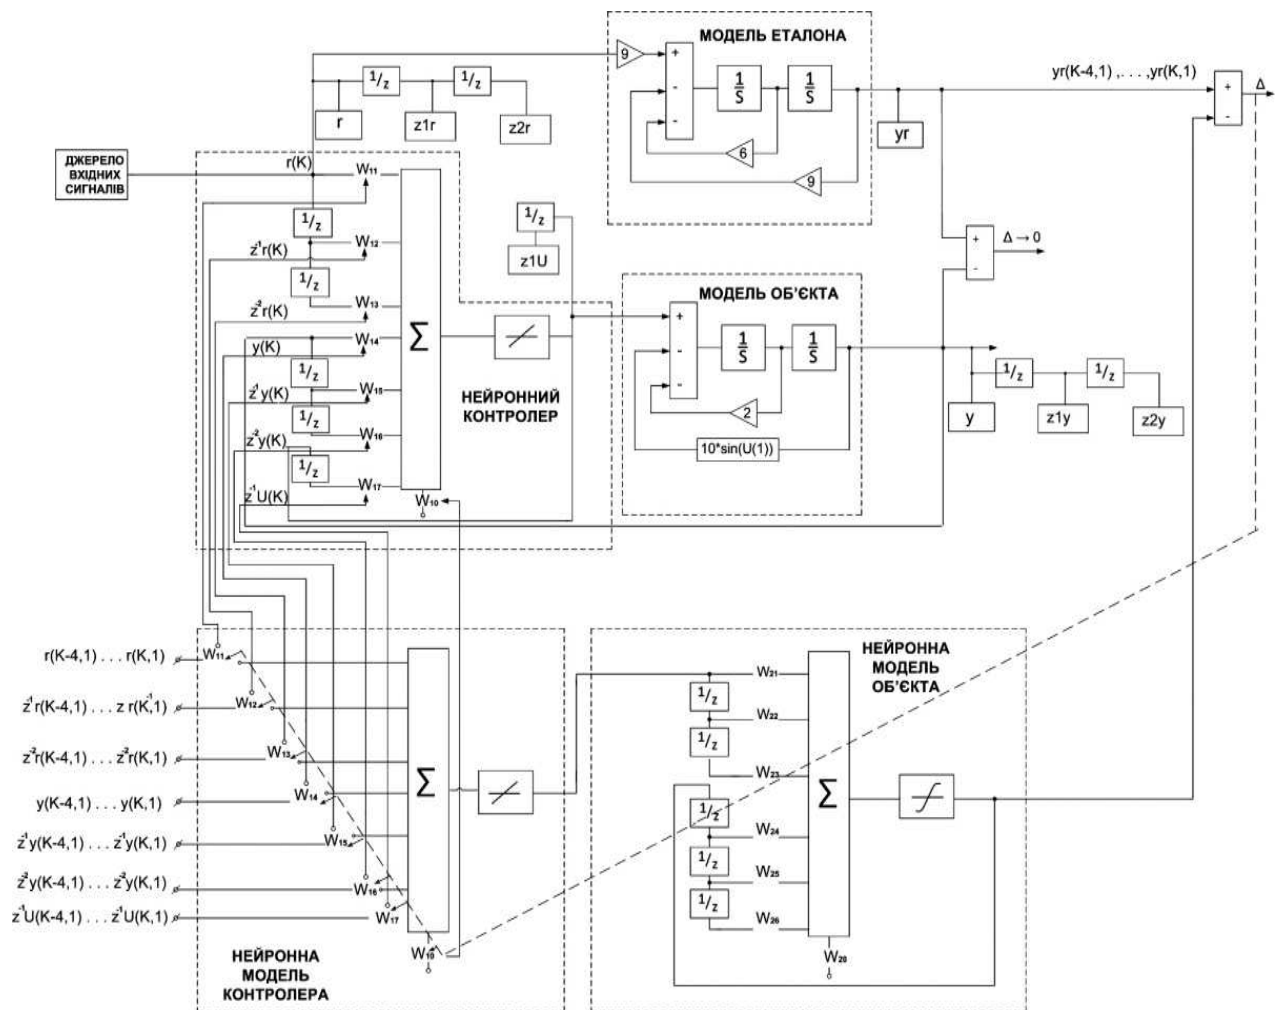 МОДЕЛЬ ЕТАЛОНА
9
+
-
-
1/S
1/S
6
9
yr(K-4,1) ,. . . ,yr(K,1)
+
-
Δ
yr
1/z
1/z
r
z1r
z2r
ДЖЕРЕЛО
ВХІДНИХ
СИГНАЛІВ
r(K)
W11
1/z
z-1r(K)
W12
1/z
z-2r(K)
W13
y(K)
W14
1/z
z-1y(K)
W15
1/z
z-2y(K)
W16
1/z
z-1U(K)
W17
W10
Σ
НЕЙРОННИЙ
КОНТРОЛЕР
1/z
z1U
+
-
Δ → 0
МОДЕЛЬ ОБ’ЄКТА
+
-
-
1/S
1/S
2
10*sin(U(1))
1/z
1/z
y
z1y
z2y
r(K-4,1) . . . r(K,1)
W11
z-1r(K-4,1) . . . z r(K,1)-1
W12
z-2r(K-4,1) . . . z-2r(K,1)
W13
y(K-4,1) . . . y(K,1)
W14
z-1y(K-4,1) . . . z-1y(K,1)
W15
z-2y(K-4,1) . . . z-2y(K,1)
W16
z-1U(K-4,1) . . . z-1U(K,1)
W17
W10
Σ
НЕЙРОННА
МОДЕЛЬ
КОНТРОЛЕРА
НЕЙРОННА
МОДЕЛЬ
ОБ’ЄКТА
W21
1/z
W22
1/z
W23
1/z
W24
1/z
W25
1/z
W26
W20
Σ